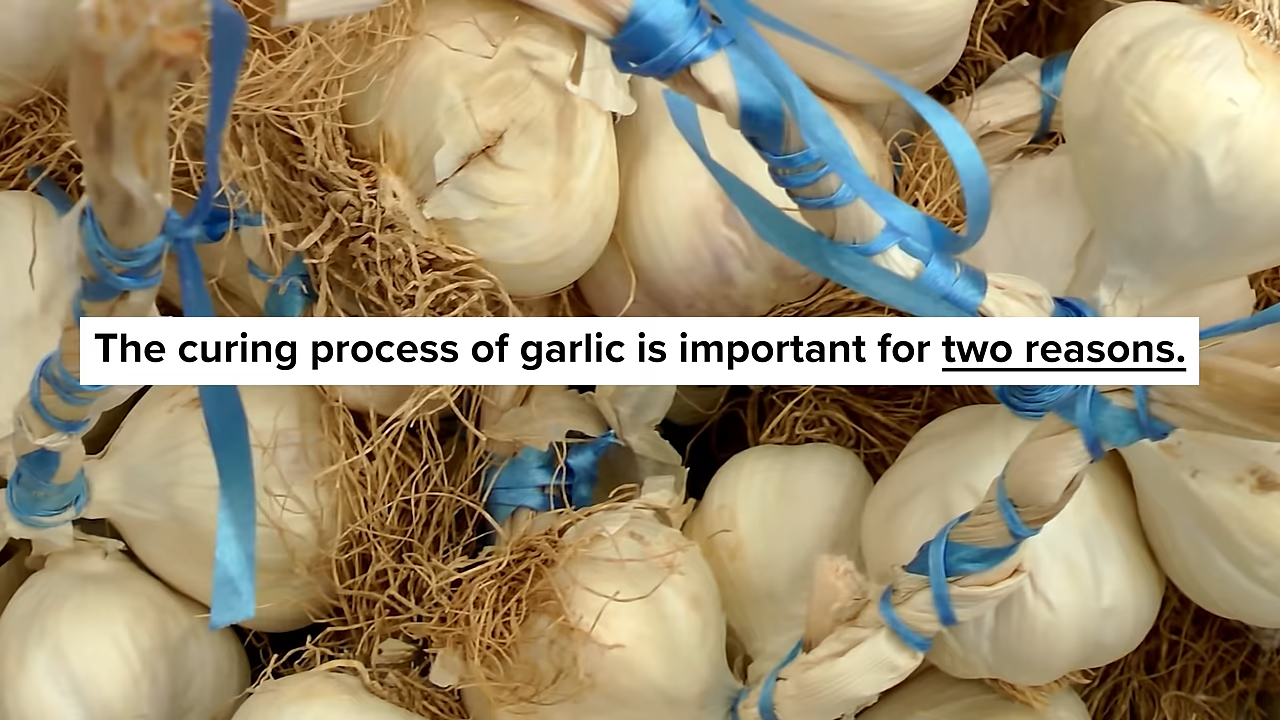 The curing process of garlic is important for two reasons.